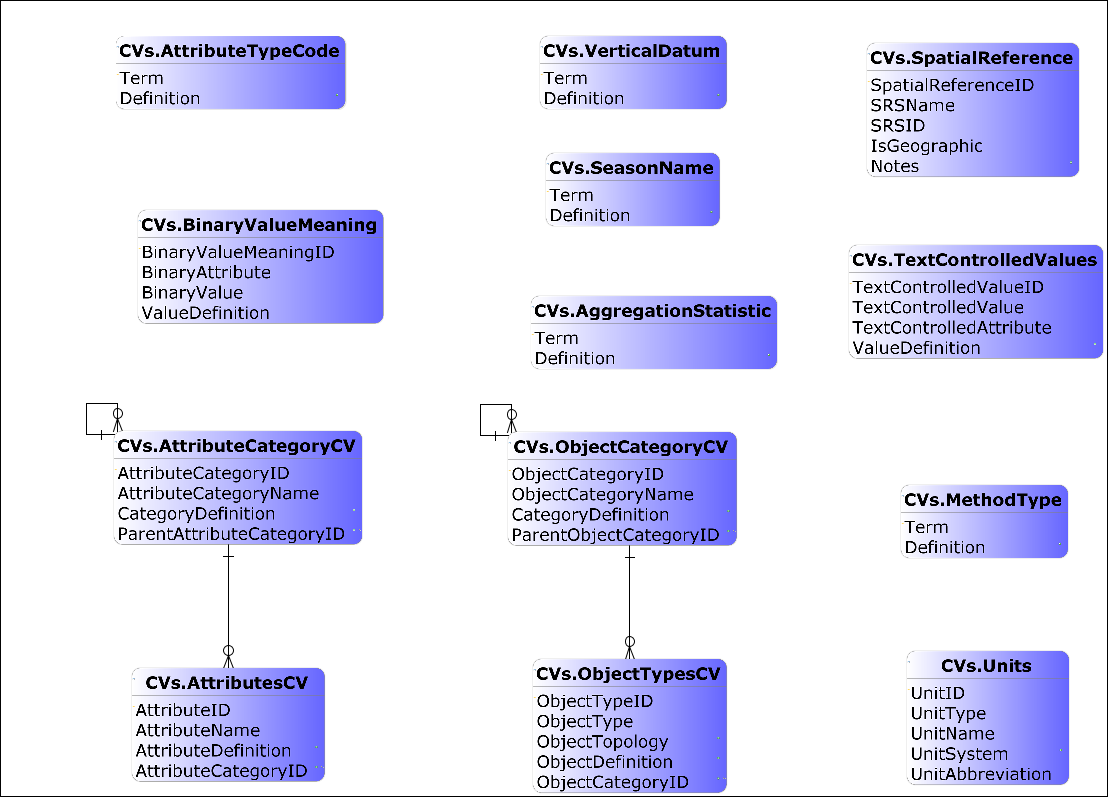 CVs.AttributeTypeCode
Term
Definition
CVs.VerticalDatum
Term
Definition
CVs.SpatialReference
SpatialReferenceID
SRSName
SRSID
IsGeographic
Notes
CVs.SeasonName
Term
Definition
CVs.BinaryValueMeaning
BinaryValueMeaningID
BinaryAttribute
BinaryValue
ValueDefinition
CVs.TextControlledValues
TextControlledValueID
TextControlledValue
TextControlledAttribute
ValueDefinition
CVs.AggregationStatistic
Term
Definition
CVs.AttributeCategoryCV
AttributeCategoryID
AttributeCategoryName
CategoryDefinition
ParentAttributeCategoryID
CVs.ObjectCategoryCV
ObjectCategoryID
ObjectCategoryName
CategoryDefinition
ParentObjectCategoryID
CVs.MethodType
Term
Definition
CVs.AttributesCV
AttributeID
AttributeName
AttributeDefinition
AttributeCategoryID
CVs.ObjectTypesCV
ObjectTypeID
ObjectType
ObjectTopology
ObjectDefinition
ObjectCategoryID
CVs.Units
UnitID
UnitType
UnitName
UnitSystem
UnitAbbreviation